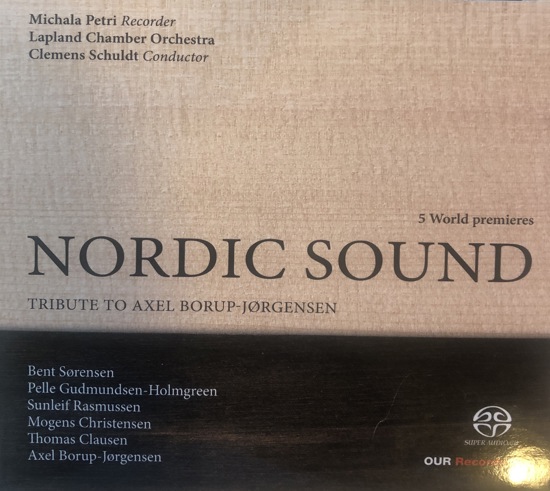 Michala Petri Recorder
Lapland Chamber Orchestra
Clemens Schuldt Conductor
5 World premieres
NORDIC SOUND
TRIBUTE TO AXEL BORUP-JØRGENSEN
Bent Sørensen
Pelle Gudmundsen-Holmgreen
Sunleif Rasmussen
Mogens Christensen
Thomas Clausen
Axel Borup-Jørgensen
SUPER AUDIO CD
OUR